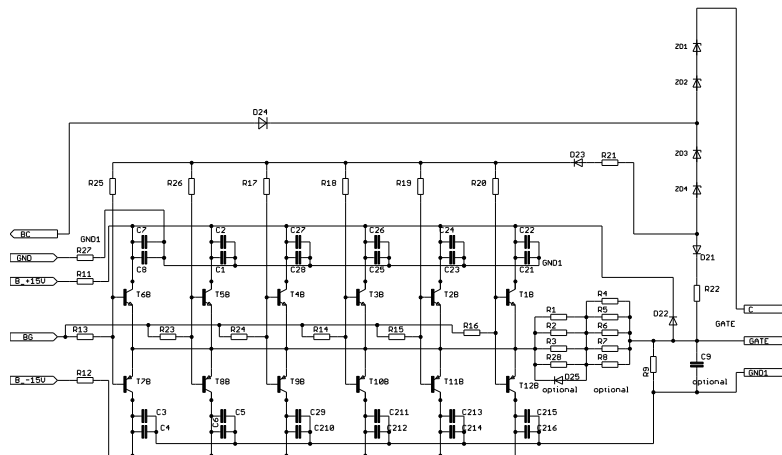 ZD1
ZD2
D24
D23 R21
ZD3
R25 R26 R17 R18 R19 R20
ZD4
BC
C7 C2 C27 C26 C24 C22
GND1
GND
R27
C8 C1 C28 C25 C23 C21
GND1
D21
B_+15V
R11
T6B T5B T4B T3B T2B T1B
R4
R22
R1 R5
D22
C
BG
R13 R23 R24 R14 R15 R16
R2 R6
GATE
R3 R7
GATE
R28 R8
R9
C9
B_-15V
R12
T7B T8B T9B T10B T11B T12B
D25
optional optional optional
GND1
C3 C5 C29 C211 C213 C215
C4 C6 C210 C212 C214 C216